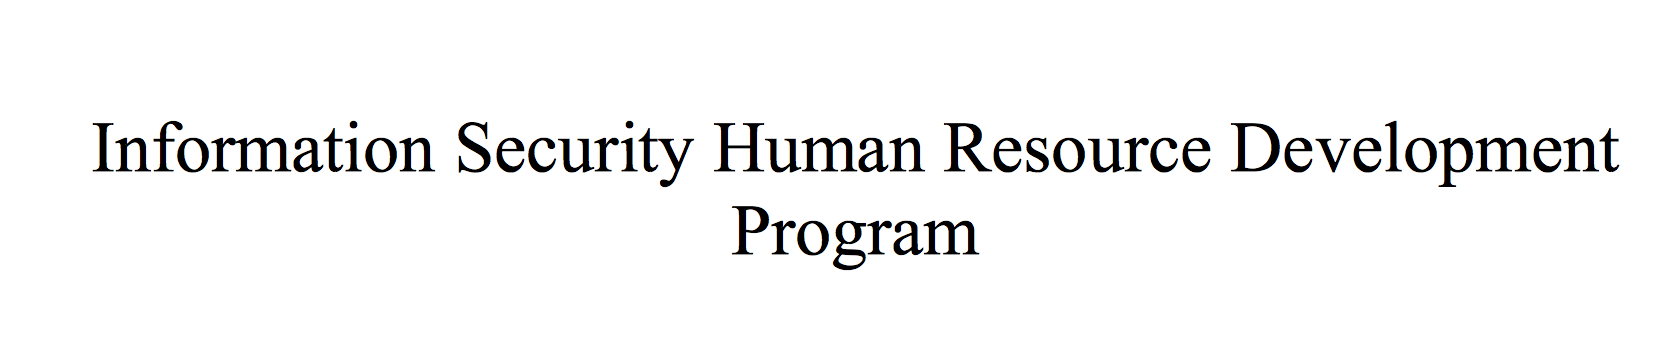 Information Security Human Resource Development
Program